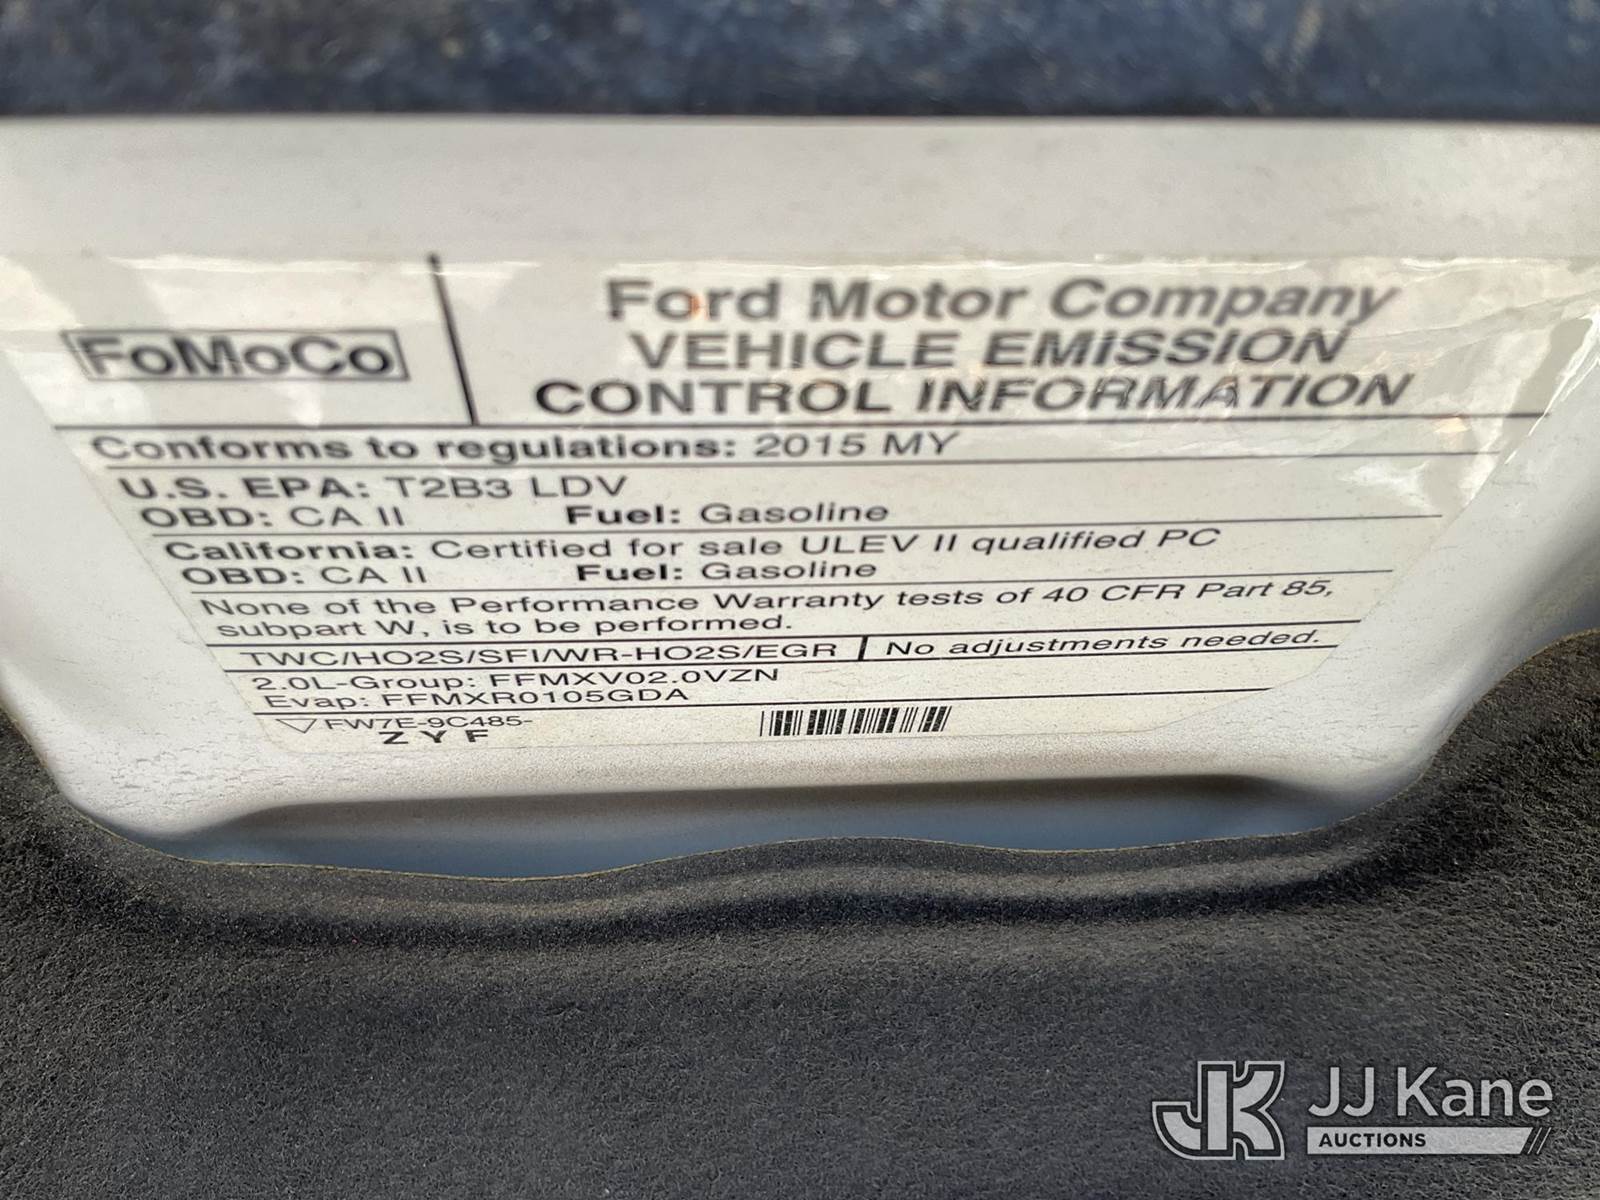 FoMoCo
Ford Motor Company
VEHICLE EMISSION
CONTROL INFORMATION
Conforms to regulations: 2015 MY
U.S. EPA: T2B3 LDV
OBD: CA II Fuel: Gasoline
California: Certified for sale ULEV II qualified PC
OBD: CA II Fuel: Gasoline
None of the Performance Warranty tests of 40 CFR Part 85,
subpart W, is to be performed.
TWC/HO2S/SFI/WR-HO2S/EGR No adjustments needed.
2.0L-Group: FFMXV02.0VZN
Evap: FFMXR0105GDA
FW7E-9C485-
ZYF
JK JJ Kane
AUCTIONS